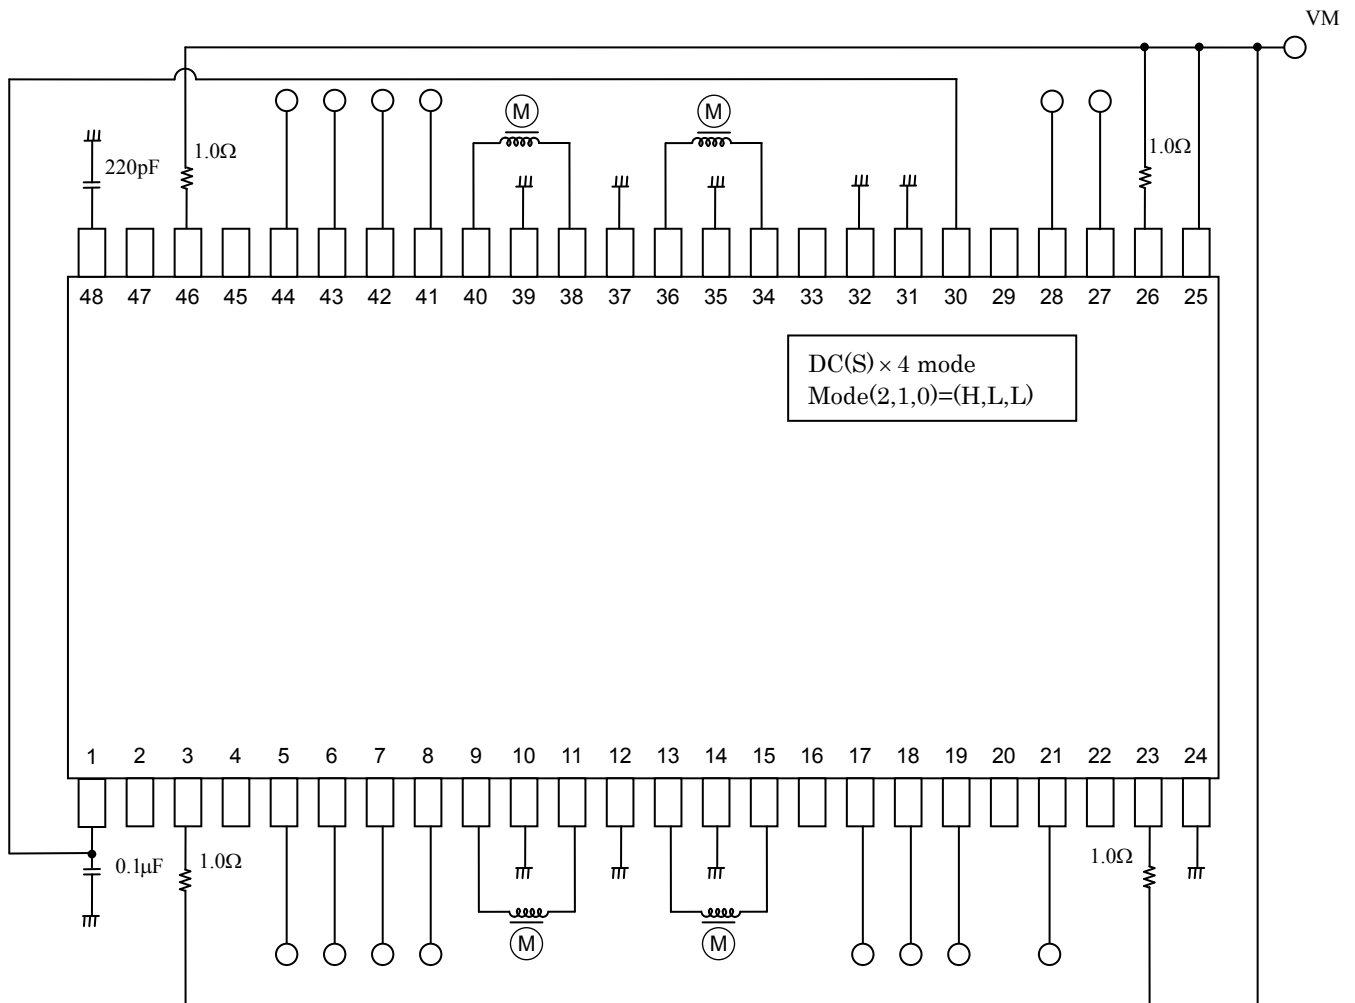 VM
1.0Ω
1.0Ω
220pF
M
M
48 47 46 45 44 43 42 41 40 39 38 37 36 35 34 33 32 31 30 29 28 27 26 25
DC(S) × 4 mode
Mode(2,1,0)=(H,L,L)
1 2 3 4 5 6 7 8 9 10 11 12 13 14 15 16 17 18 19 20 21 22 23 24
0.1µF
1.0Ω
1.0Ω
M
M